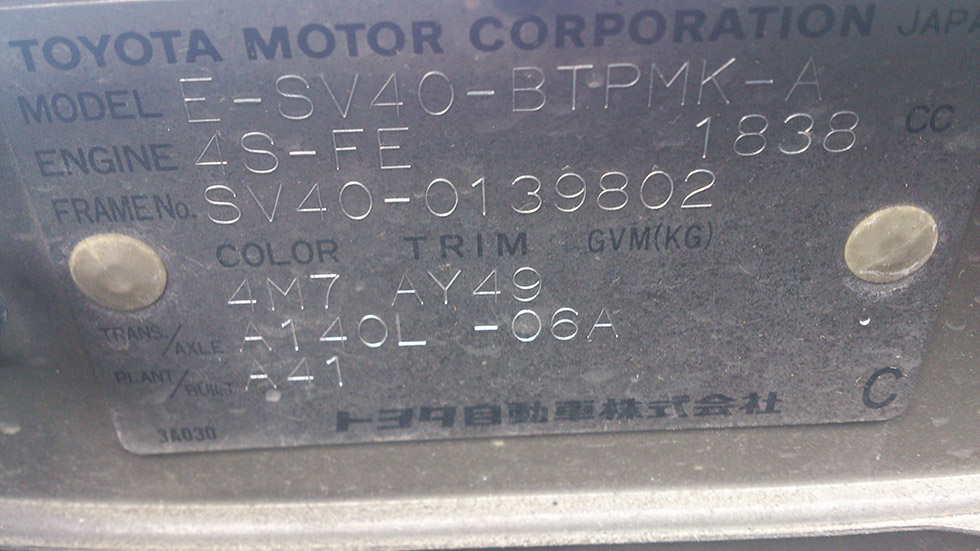 TOYOTA MOTOR CORPORATION JAPA
MODEL E-SV40-BTPMK-A
ENGINE 4S-FE 1838 CC
FRAME No. SV40-0139802
COLOR TRIM GVM(KG)
4M7 AY49
TRANS./AXLE A140L -06A
PLANT/BUILT A41
トヨタ自動車株式会社 C
3A030